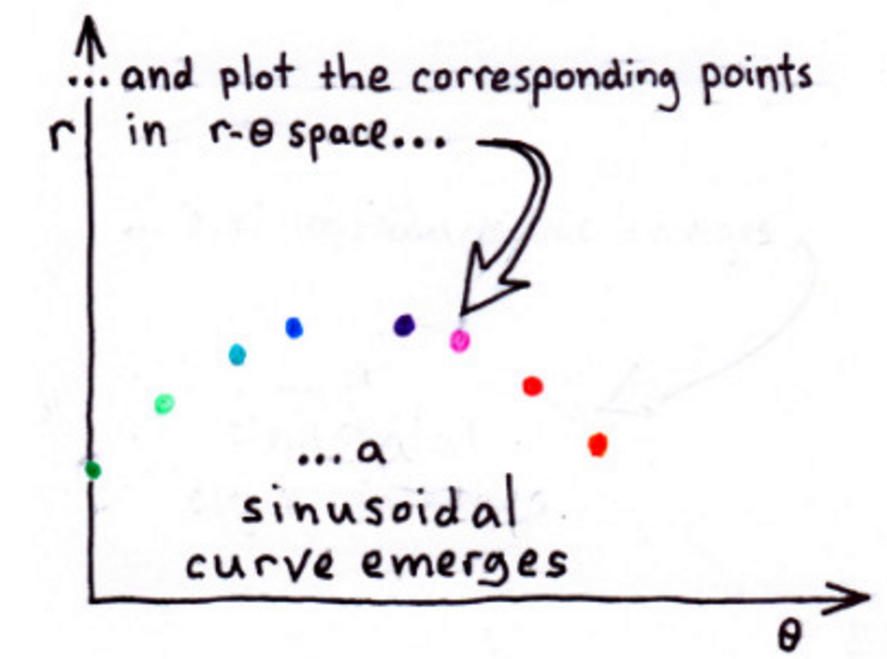 ...and plot the corresponding points
r in r-θ space...
...a
sinusoidal
curve emerges
θ